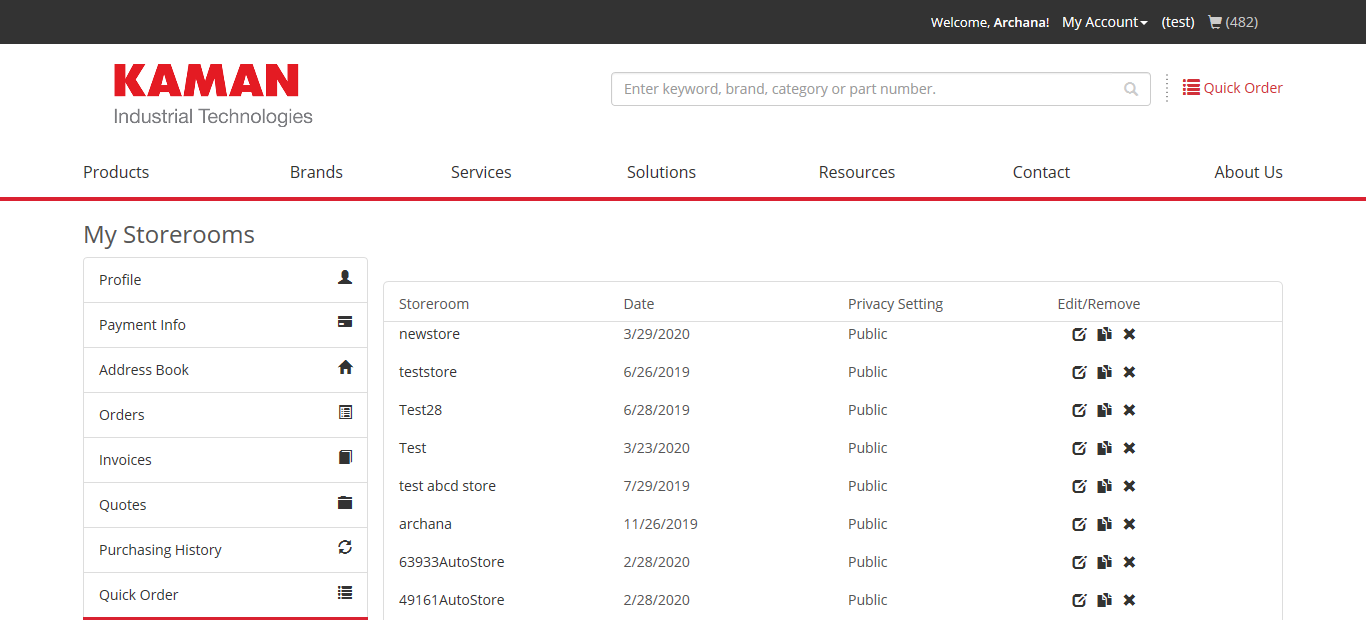 Welcome, Archana! My Account (test) (482)
KAMAN
Industrial Technologies
Enter keyword, brand, category or part number.
Quick Order
Products Brands Services Solutions Resources Contact About Us
My Storerooms
Profile
Payment Info
Address Book
Orders
Invoices
Quotes
Purchasing History
Quick Order
Storeroom Date Privacy Setting Edit/Remove
newstore 3/29/2020 Public
teststore 6/26/2019 Public
Test28 6/28/2019 Public
Test 3/23/2020 Public
test abcd store 7/29/2019 Public
archana 11/26/2019 Public
63933AutoStore 2/28/2020 Public
49161AutoStore 2/28/2020 Public